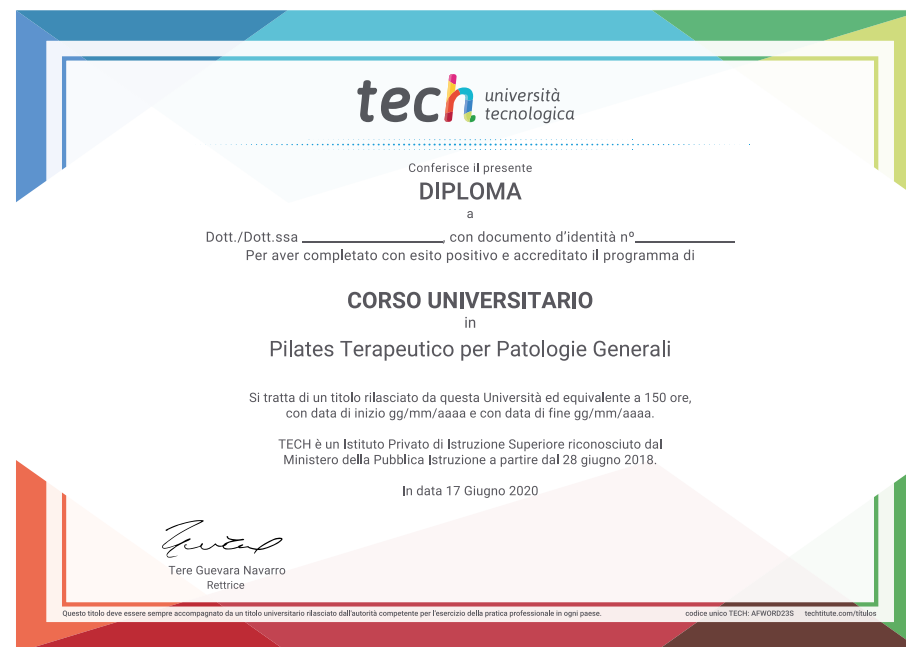 tech università
tecnologica
Conferisce il presente
DIPLOMA
a
Dott./Dott.ssa ________________, con documento d'identità nº____________
Per aver completato con esito positivo e accreditato il programma di
CORSO UNIVERSITARIO
in
Pilates Terapeutico per Patologie Generali
Si tratta di un titolo rilasciato da questa Università ed equivalente a 150 ore,
con data di inizio gg/mm/aaaa e con data di fine gg/mm/aaaa.
TECH è un Istituto Privato di Istruzione Superiore riconosciuto dal
Ministero della Pubblica Istruzione a partire dal 28 giugno 2018.
In data 17 Giugno 2020
Tere Guevara Navarro
Rettrice
Questo titolo deve essere sempre accompagnato da un titolo universitario rilasciato dall'autorità competente per l'esercizio della pratica professionale in ogni paese. codice unico TECH: AFWORD23S techtitute.com/titulos